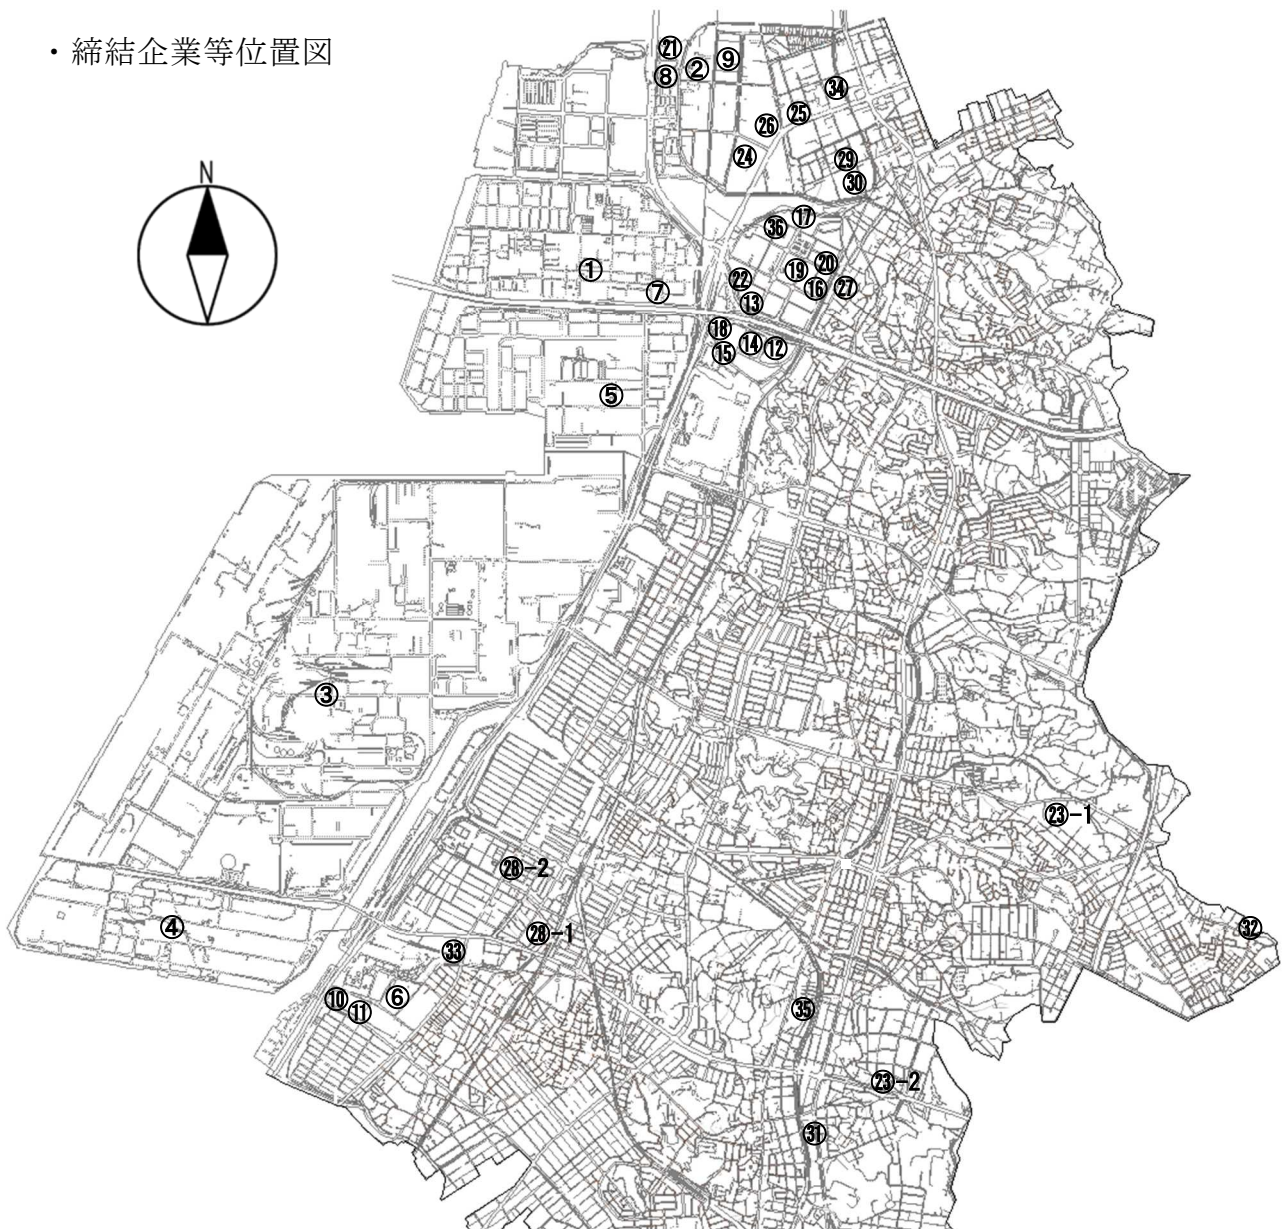 ・締結企業等位置図
㉑
⑧ ② ⑨
㉞
㉕
㉖
㉔ ㉙
㉚
N
⑰
㊱
① ⑲ ⑳
㉒ ⑯ ㉗
⑦ ⑬
⑱
⑮ ⑭ ⑫
⑤
③
㉓-1
㉘-2
④ ㉘-1 ㉜
㉝
⑩ ⑪ ⑥ ㉟
㉓-2
㉛